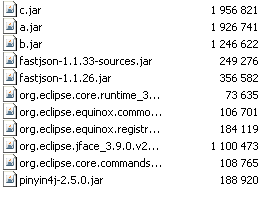 c.jar 1 956 821
a.jar 1 926 741
b.jar 1 246 622
fastjson-1.1.33-sources.jar 249 276
fastjson-1.1.26.jar 356 582
org.eclipse.core.runtime_3... 73 635
org.eclipse.equinox.commo... 106 701
org.eclipse.equinox.registr... 184 119
org.eclipse.jface_3.9.0.v2... 1 100 473
org.eclipse.core.commands... 108 765
pinyin4j-2.5.0.jar 188 920